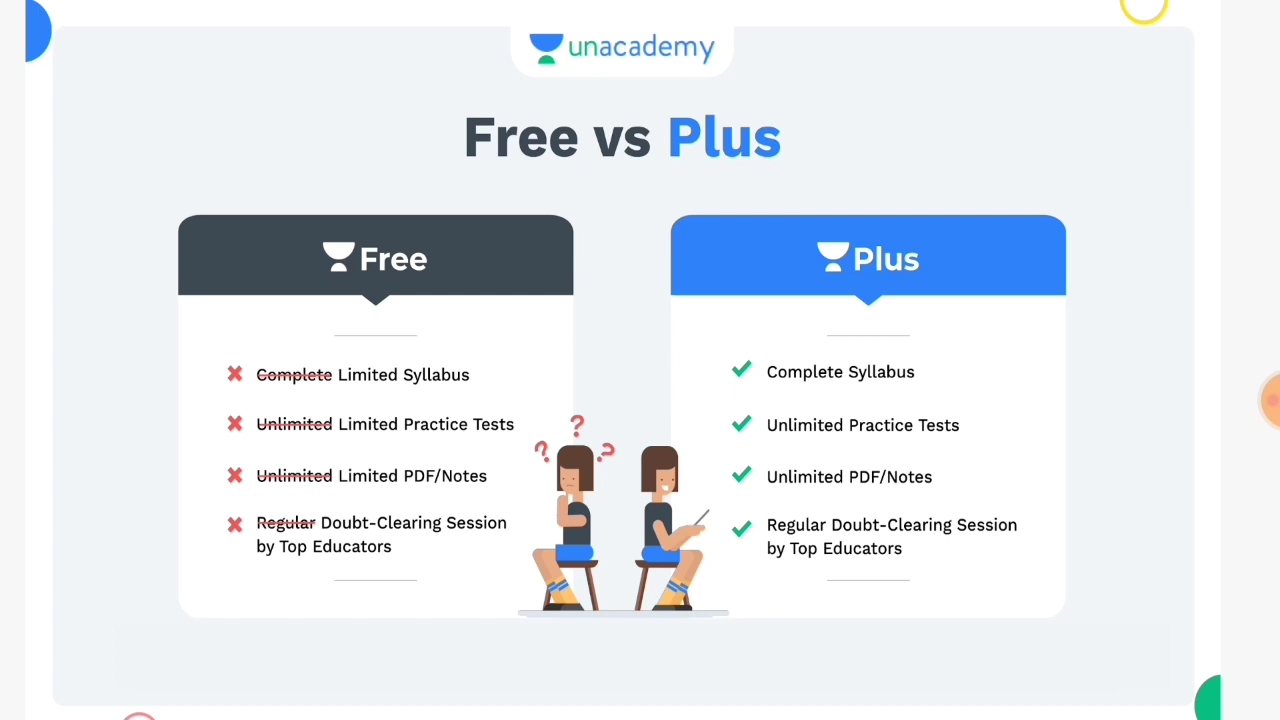 unacademy
Free vs Plus
Free
Complete Limited Syllabus
Unlimited Limited Practice Tests
Unlimited Limited PDF/Notes
Regular Doubt-Clearing Session
by Top Educators
? ? ?
Plus
Complete Syllabus
Unlimited Practice Tests
Unlimited PDF/Notes
Regular Doubt-Clearing Session
by Top Educators